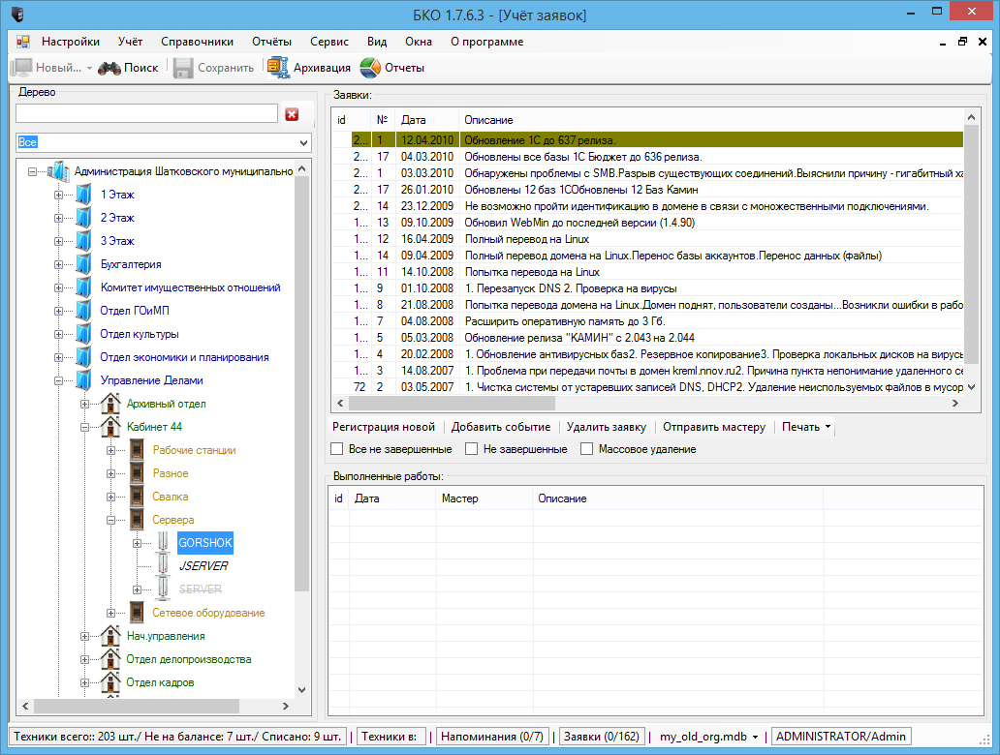 БКО 1.7.6.3 - [Учёт заявок]
Настройки Учёт Справочники Отчёты Сервис Вид Окна О программе
Новый... Поиск Сохранить Архивация Отчеты
Дерево
Все
Администрация Шатковского муниципально
1 Этаж
2 Этаж
3 Этаж
Бухгалтерия
Комитет имущественных отношений
Отдел ГОиМП
Отдел культуры
Отдел экономики и планирования
Управление Делами
Архивный отдел
Кабинет 44
Рабочие станции
Разное
Свалка
Сервера
GORSHOK
JSERVER
SERVER
Сетевое оборудование
Нач.управления
Отдел делопроизводства
Отдел кадров
Заявки:
id № Дата Описание
2... 1 12.04.2010 Обновление 1С до 637 релиза.
2... 17 04.03.2010 Обновлены все базы 1С Бюджет до 636 релиза.
2... 1 03.03.2010 Обнаружены проблемы с SMB.Разрыв существующих соединений.Выяснили причину - гигабитный ха
2... 17 26.01.2010 Обновлены 12 баз 1СОбновлены 12 Баз Камин
2... 14 23.12.2009 Не возможно пройти идентификацию в домене в связи с моножественными подключениями.
1... 13 09.10.2009 Обновил WebMin до последней версии (1.4.90)
1... 12 16.04.2009 Полный перевод на Linux
1... 14 09.04.2009 Полный перевод домена на Linux.Перенос базы аккаунтов.Перенос данных (файлы)
1... 11 14.10.2008 Попытка перевода на Linux
1... 9 01.10.2008 1. Перезапуск DNS 2. Проверка на вирусы
1... 8 21.08.2008 Попытка перевода домена на Linux.Домен поднят, пользователи созданы...Возникли ошибки в рабо
1... 7 04.08.2008 Расширить оперативную память до 3 Гб.
1... 5 05.03.2008 Обновление релиза "КАМИН" с 2.043 на 2.044
1... 4 20.02.2008 1. Обновление антивирусных баз2. Резервное копирование3. Проверка локальных дисков на вирусы
1... 3 14.08.2007 1. Проблема при передачи почты в домен kreml.nnov.ru2. Причина пункта непонимание удаленного се
72 2 03.05.2007 1. Чистка системы от устаревших записей DNS, DHCP2. Удаление неиспользуемых файлов в мусор
Регистрация новой Добавить событие Удалить заявку Отправить мастеру Печать
Все не завершенные Не завершенные Массовое удаление
Выполненные работы:
id Дата Мастер Описание
Техники всего:: 203 шт./ Не на балансе: 7 шт./ Списано: 9 шт. | Техники в: | Напоминания (0/7) | Заявки (0/162) | my_old_org.mdb | ADMINISTRATOR/Admin